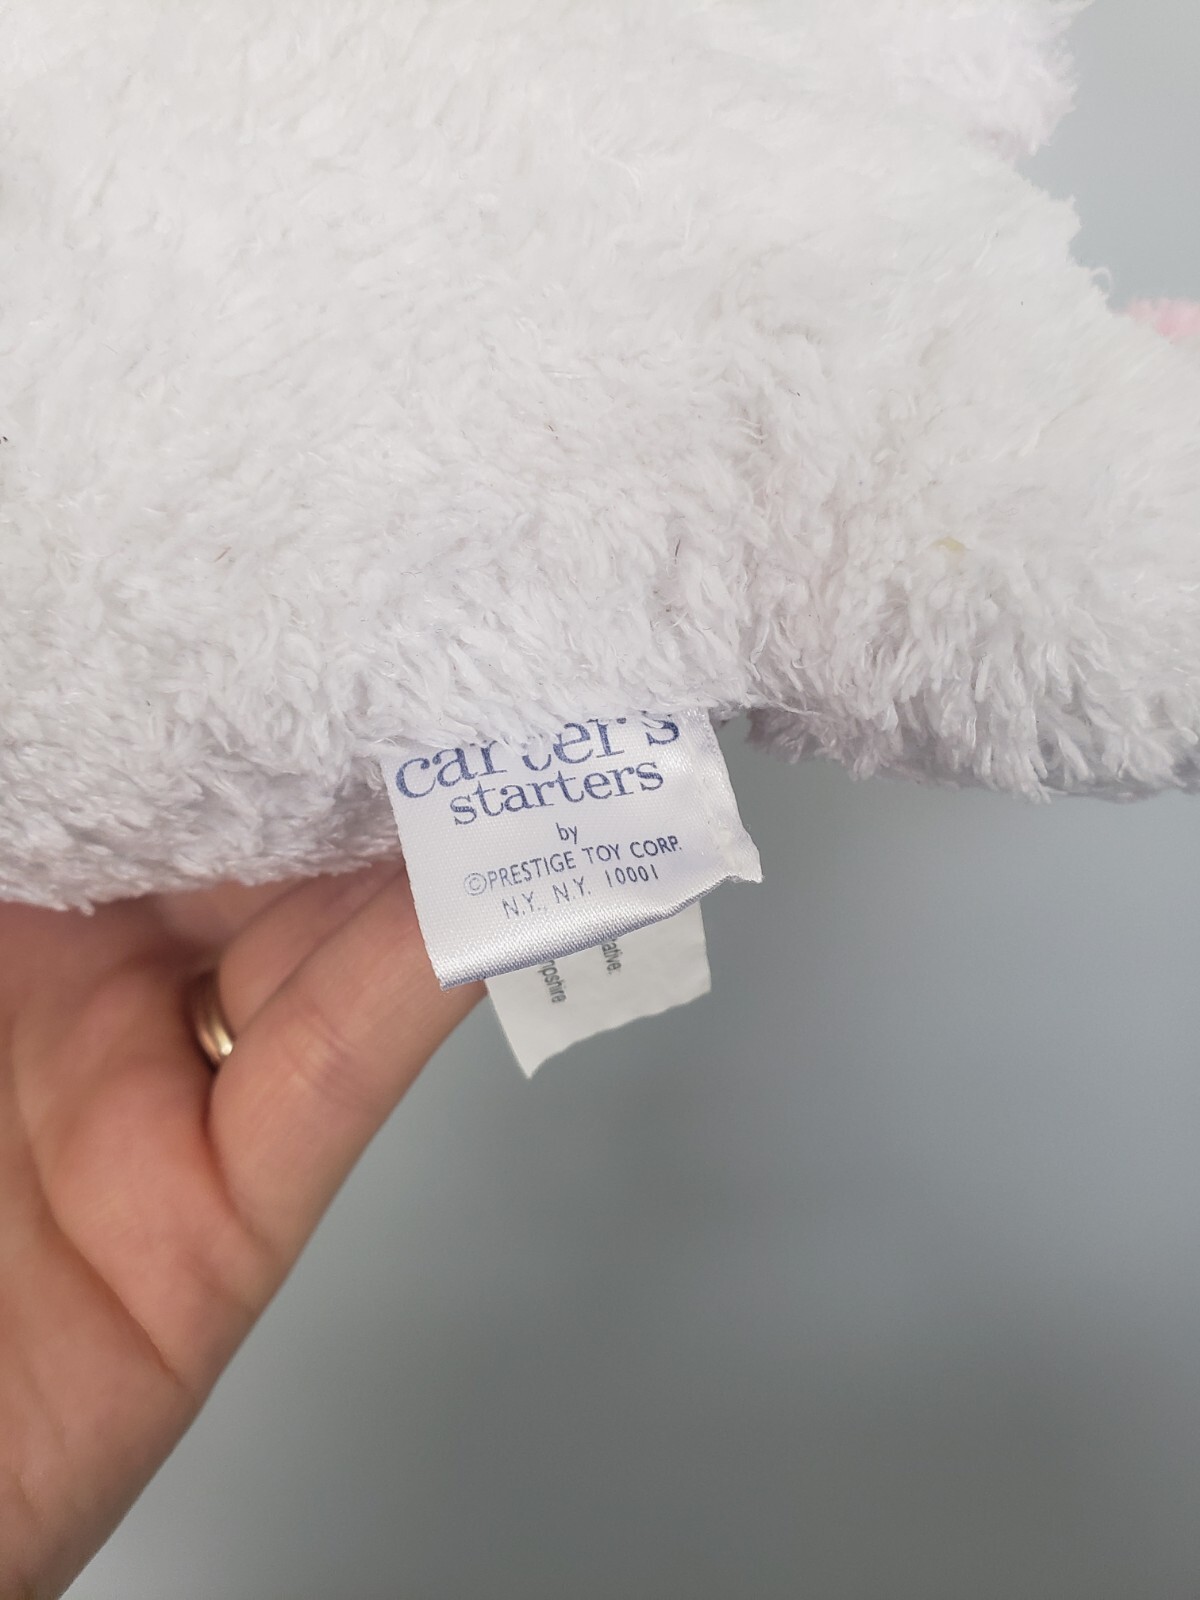 carter's
starters
by
©PRESTIGE TOY CORP.
N.Y., N.Y. 10001